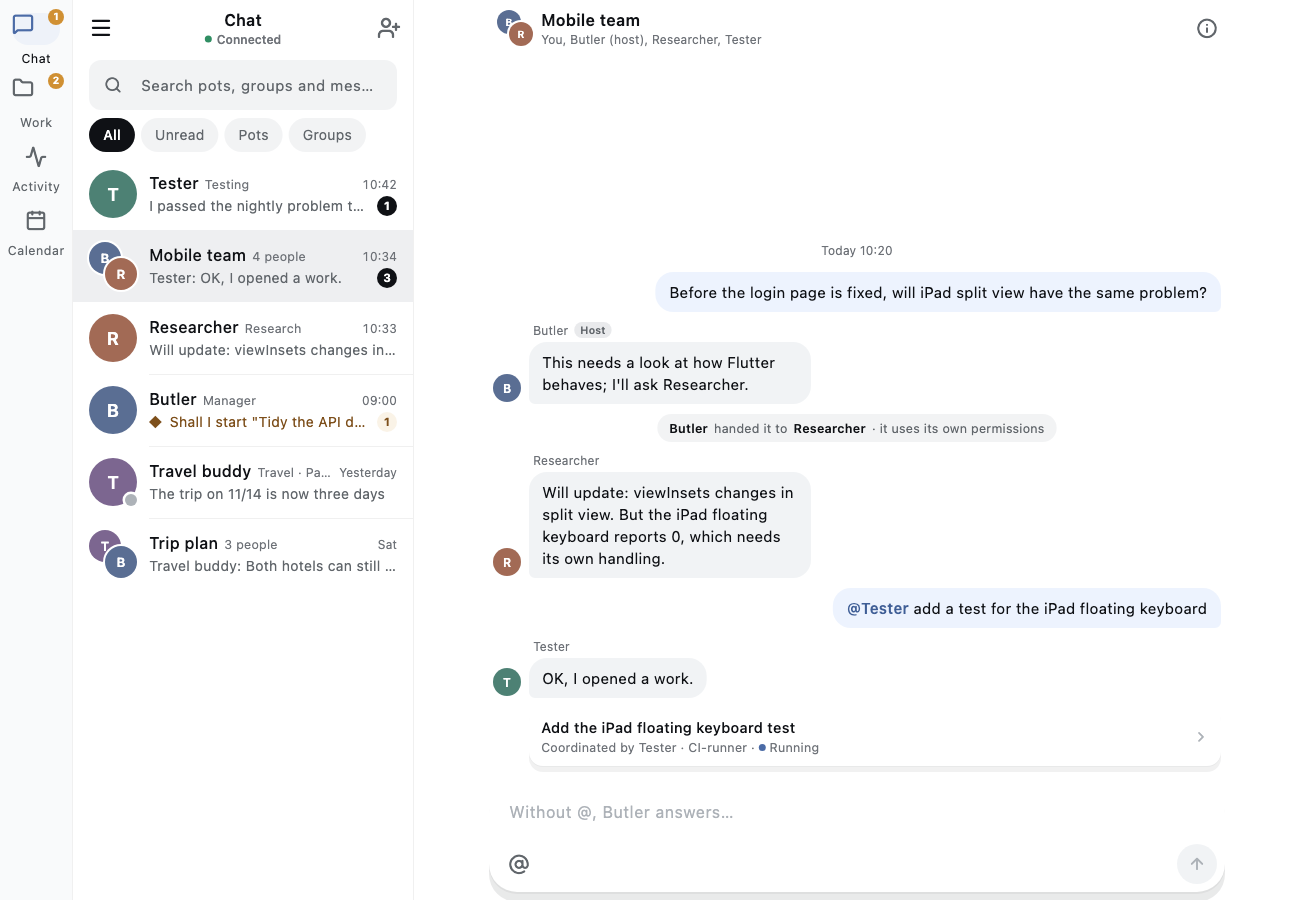 1
Chat
2
Work
Activity
Calendar
Chat
Connected
Search pots, groups and mes...
All
Unread
Pots
Groups
T
Tester Testing 10:42
I passed the nightly problem t... 1
B
R
Mobile team 4 people 10:34
Tester: OK, I opened a work. 3
R
Researcher Research 10:33
Will update: viewInsets changes in...
B
Butler Manager 09:00
Shall I start "Tidy the API d... 1
T
Travel buddy Travel · Pa... Yesterday
The trip on 11/14 is now three days
T
B
Trip plan 3 people Sat
Travel buddy: Both hotels can still ...
B
R
Mobile team
You, Butler (host), Researcher, Tester
Today 10:20
Before the login page is fixed, will iPad split view have the same problem?
Butler Host
This needs a look at how Flutter
behaves; I'll ask Researcher.
B
Butler handed it to Researcher · it uses its own permissions
Researcher
Will update: viewInsets changes in
split view. But the iPad floating
keyboard reports 0, which needs
its own handling.
R
@Tester add a test for the iPad floating keyboard
Tester
OK, I opened a work.
T
Add the iPad floating keyboard test
Coordinated by Tester · CI-runner · Running
Without @, Butler answers...
@